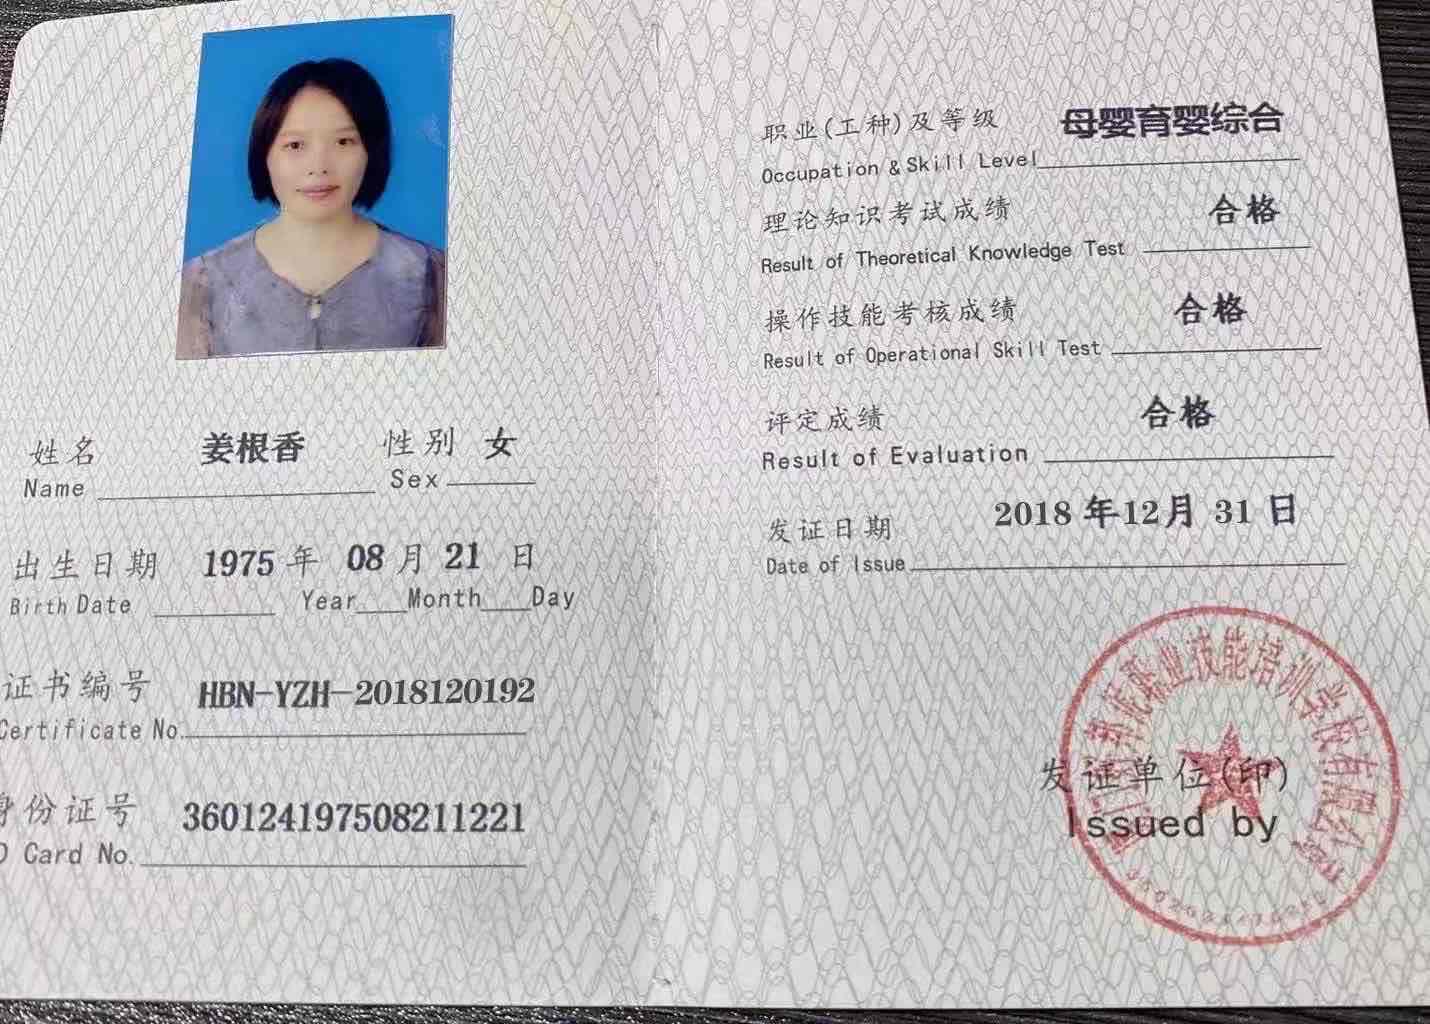 姓名 姜根香 性别 女
Name Sex
出生日期 1975 年 08 月 21 日
Birth Date Year Month Day
证书编号 HBN-YZH-2018120192
Certificate No.
身份证号 360124197508211221
ID Card No.
职业(工种)及等级 母婴育婴综合
Occupation & Skill Level
理论知识考试成绩 合格
Result of Theoretical Knowledge Test
操作技能考核成绩 合格
Result of Operational Skill Test
评定成绩 合格
Result of Evaluation
发证日期 2018 年12月 31 日
Date of Issue
职业技能培训学校有限公司
发证单位(印)
Issued by